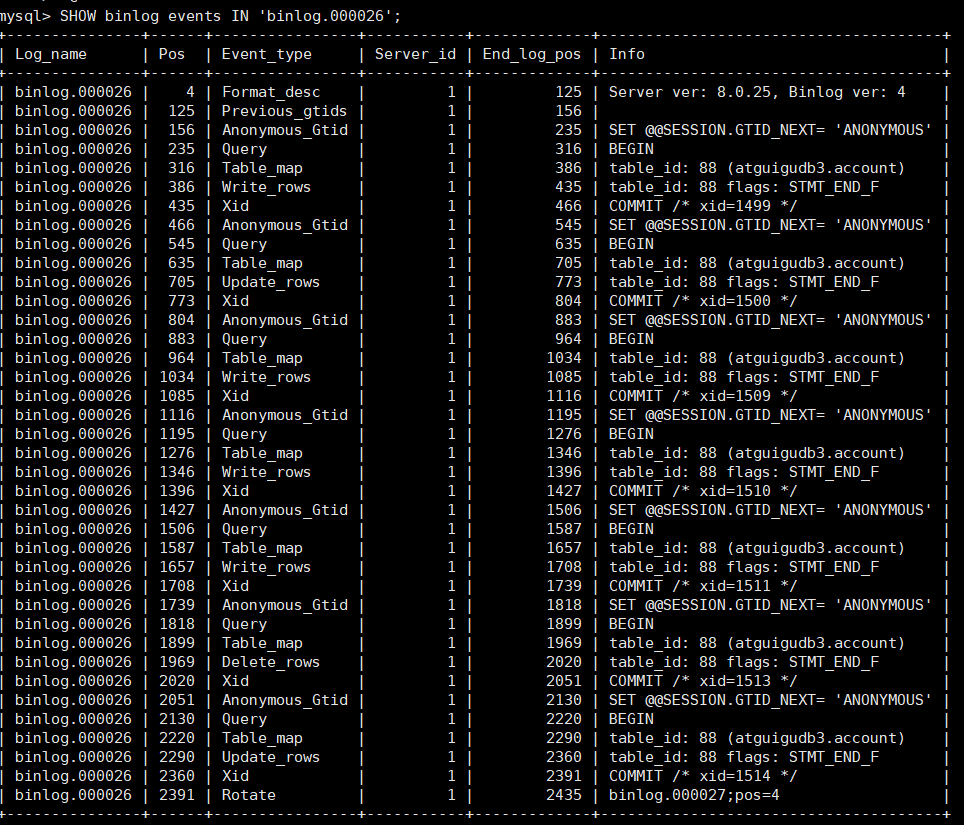 mysql> SHOW binlog events IN 'binlog.000026';
+---------------+------+----------------+-----------+-------------+--------------------------------------+
| Log_name      | Pos  | Event_type     | Server_id | End_log_pos | Info                                 |
+---------------+------+----------------+-----------+-------------+--------------------------------------+
| binlog.000026 |    4 | Format_desc    |         1 |         125 | Server ver: 8.0.25, Binlog ver: 4    |
| binlog.000026 |  125 | Previous_gtids |         1 |         156 |                                      |
| binlog.000026 |  156 | Anonymous_Gtid |         1 |         235 | SET @@SESSION.GTID_NEXT= 'ANONYMOUS' |
| binlog.000026 |  235 | Query          |         1 |         316 | BEGIN                                |
| binlog.000026 |  316 | Table_map      |         1 |         386 | table_id: 88 (atguigudb3.account)    |
| binlog.000026 |  386 | Write_rows     |         1 |         435 | table_id: 88 flags: STMT_END_F       |
| binlog.000026 |  435 | Xid            |         1 |         466 | COMMIT /* xid=1499 */                |
| binlog.000026 |  466 | Anonymous_Gtid |         1 |         545 | SET @@SESSION.GTID_NEXT= 'ANONYMOUS' |
| binlog.000026 |  545 | Query          |         1 |         635 | BEGIN                                |
| binlog.000026 |  635 | Table_map      |         1 |         705 | table_id: 88 (atguigudb3.account)    |
| binlog.000026 |  705 | Update_rows    |         1 |         773 | table_id: 88 flags: STMT_END_F       |
| binlog.000026 |  773 | Xid            |         1 |         804 | COMMIT /* xid=1500 */                |
| binlog.000026 |  804 | Anonymous_Gtid |         1 |         883 | SET @@SESSION.GTID_NEXT= 'ANONYMOUS' |
| binlog.000026 |  883 | Query          |         1 |         964 | BEGIN                                |
| binlog.000026 |  964 | Table_map      |         1 |        1034 | table_id: 88 (atguigudb3.account)    |
| binlog.000026 | 1034 | Write_rows     |         1 |        1085 | table_id: 88 flags: STMT_END_F       |
| binlog.000026 | 1085 | Xid            |         1 |        1116 | COMMIT /* xid=1509 */                |
| binlog.000026 | 1116 | Anonymous_Gtid |         1 |        1195 | SET @@SESSION.GTID_NEXT= 'ANONYMOUS' |
| binlog.000026 | 1195 | Query          |         1 |        1276 | BEGIN                                |
| binlog.000026 | 1276 | Table_map      |         1 |        1346 | table_id: 88 (atguigudb3.account)    |
| binlog.000026 | 1346 | Write_rows     |         1 |        1396 | table_id: 88 flags: STMT_END_F       |
| binlog.000026 | 1396 | Xid            |         1 |        1427 | COMMIT /* xid=1510 */                |
| binlog.000026 | 1427 | Anonymous_Gtid |         1 |        1506 | SET @@SESSION.GTID_NEXT= 'ANONYMOUS' |
| binlog.000026 | 1506 | Query          |         1 |        1587 | BEGIN                                |
| binlog.000026 | 1587 | Table_map      |         1 |        1657 | table_id: 88 (atguigudb3.account)    |
| binlog.000026 | 1657 | Write_rows     |         1 |        1708 | table_id: 88 flags: STMT_END_F       |
| binlog.000026 | 1708 | Xid            |         1 |        1739 | COMMIT /* xid=1511 */                |
| binlog.000026 | 1739 | Anonymous_Gtid |         1 |        1818 | SET @@SESSION.GTID_NEXT= 'ANONYMOUS' |
| binlog.000026 | 1818 | Query          |         1 |        1899 | BEGIN                                |
| binlog.000026 | 1899 | Table_map      |         1 |        1969 | table_id: 88 (atguigudb3.account)    |
| binlog.000026 | 1969 | Delete_rows    |         1 |        2020 | table_id: 88 flags: STMT_END_F       |
| binlog.000026 | 2020 | Xid            |         1 |        2051 | COMMIT /* xid=1513 */                |
| binlog.000026 | 2051 | Anonymous_Gtid |         1 |        2130 | SET @@SESSION.GTID_NEXT= 'ANONYMOUS' |
| binlog.000026 | 2130 | Query          |         1 |        2220 | BEGIN                                |
| binlog.000026 | 2220 | Table_map      |         1 |        2290 | table_id: 88 (atguigudb3.account)    |
| binlog.000026 | 2290 | Update_rows    |         1 |        2360 | table_id: 88 flags: STMT_END_F       |
| binlog.000026 | 2360 | Xid            |         1 |        2391 | COMMIT /* xid=1514 */                |
| binlog.000026 | 2391 | Rotate         |         1 |        2435 | binlog.000027;pos=4                  |
+---------------+------+----------------+-----------+-------------+--------------------------------------+